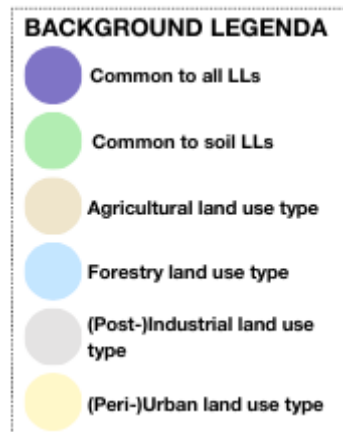 BACKGROUND LEGENDA
Common to all LLs
Common to soil LLs
Agricultural land use type
Forestry land use type
(Post-)Industrial land use
type
(Peri-)Urban land use type